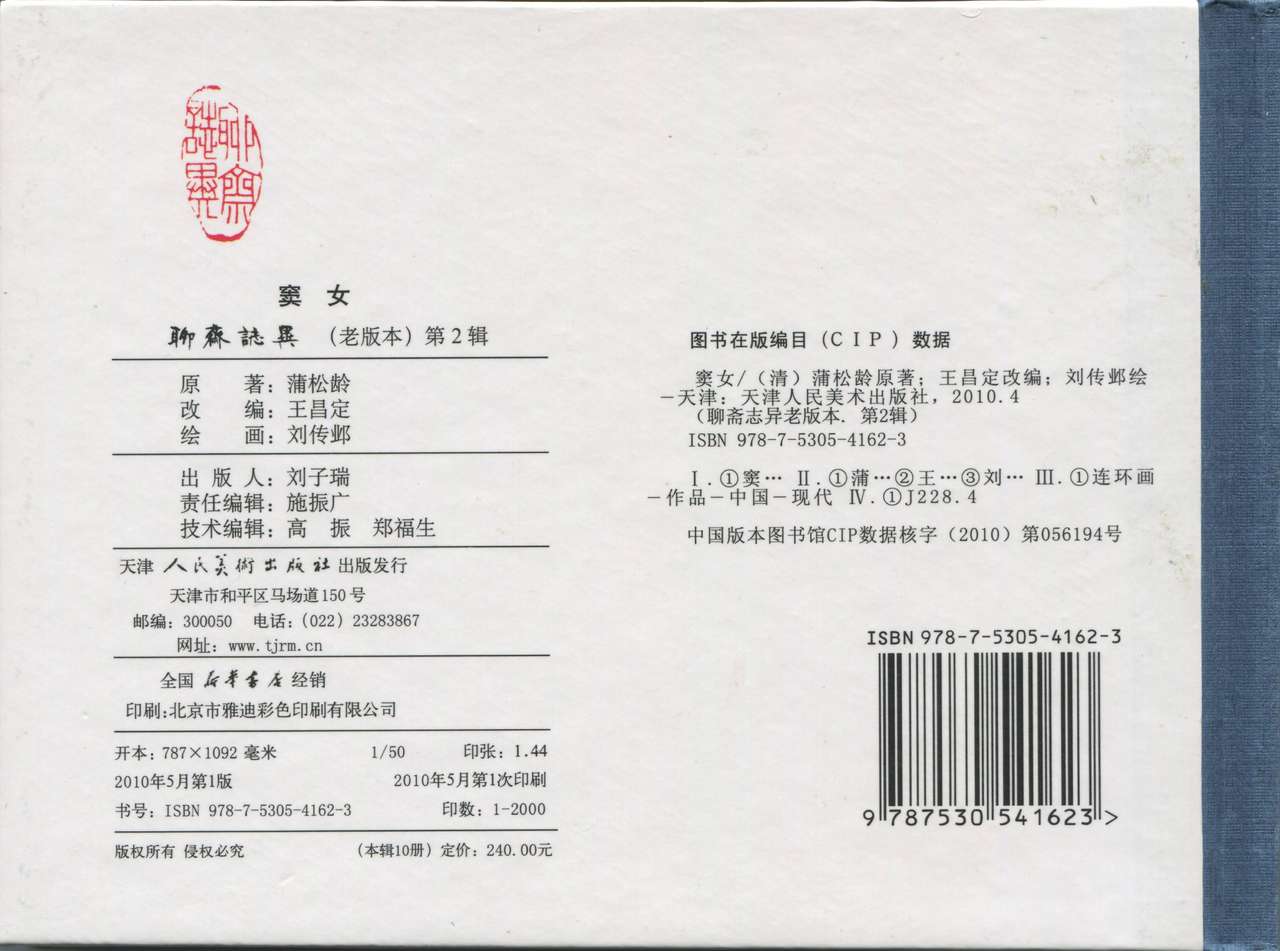 聊斋
誌異
窦 女
聊斋誌異（老版本）第2辑
原 著：蒲松龄
改 编：王昌定
绘 画：刘传邺
出 版 人：刘子瑞
责任编辑：施振广
技术编辑：高 振 郑福生
天津人民美術出版社出版发行
天津市和平区马场道150号
邮编：300050 电话：(022) 23283867
网址：www.tjrm.cn
全国新华书店经销
印刷:北京市雅迪彩色印刷有限公司
开本：787×1092 毫米 1/50 印张：1.44
2010年5月第1版 2010年5月第1次印刷
书号：ISBN 978-7-5305-4162-3 印数：1-2000
版权所有 侵权必究 （本辑10册）定价：240.00元
图书在版编目（CIP）数据
窦女/（清）蒲松龄原著；王昌定改编；刘传邺绘
－天津：天津人民美术出版社，2010.4
（聊斋志异老版本．第2辑）
ISBN 978-7-5305-4162-3
Ⅰ.①窦… Ⅱ.①蒲…②王…③刘… Ⅲ.①连环画
－作品－中国－现代 Ⅳ.①J228.4
中国版本图书馆CIP数据核字（2010）第056194号
ISBN 978-7-5305-4162-3
9 787530 541623 >